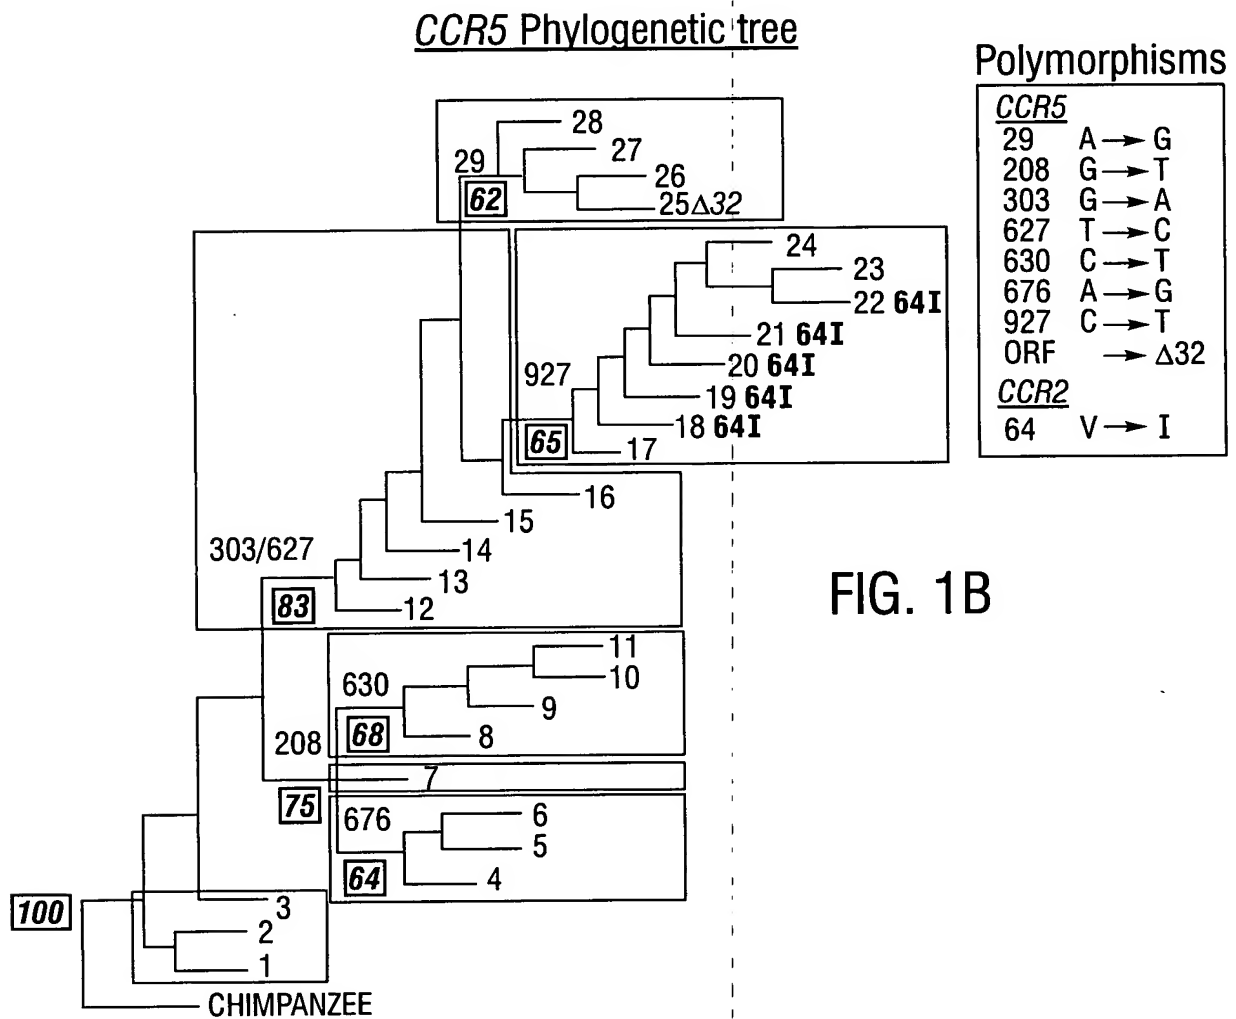 CCR5 Phylogenetic tree
Polymorphisms
CCR5
29 A→G
208 G→T
303 G→A
627 T→C
630 C→T
676 A→G
927 C→T
ORF →Δ32
CCR2
64 V→I
28
29
27
62
26
25Δ32
24
23
22 64I
21 64I
20 64I
927
19 64I
18 64I
65
17
16
15
303/627
14
13
83
12
FIG. 1B
11
630
10
9
68
8
208
7
75
6
676
5
64
4
100
3
2
1
CHIMPANZEE